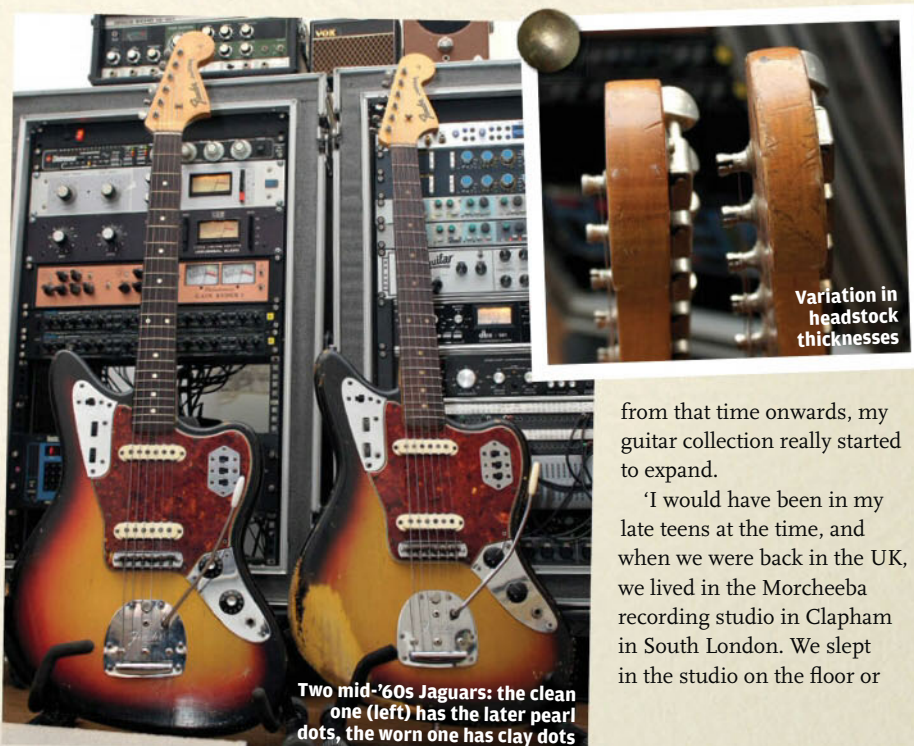 VOX
Fender
Fender
Variation in
headstock
thicknesses
from that time onwards, my
guitar collection really started
to expand.
‘I would have been in my
late teens at the time, and
when we were back in the UK,
we lived in the Morcheeba
recording studio in Clapham
in South London. We slept
in the studio on the floor or
Two mid-’60s Jaguars: the clean
one (left) has the later pearl
dots, the worn one has clay dots